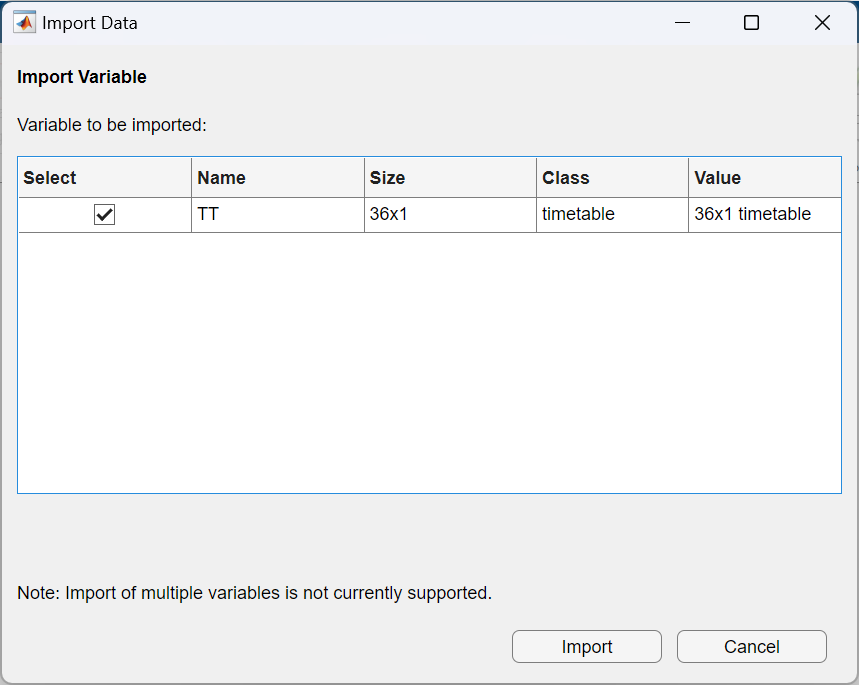 Import Data
Import Variable
Variable to be imported:
Select Name Size Class Value
TT 36x1 timetable 36x1 timetable
Note: Import of multiple variables is not currently supported.
Import Cancel